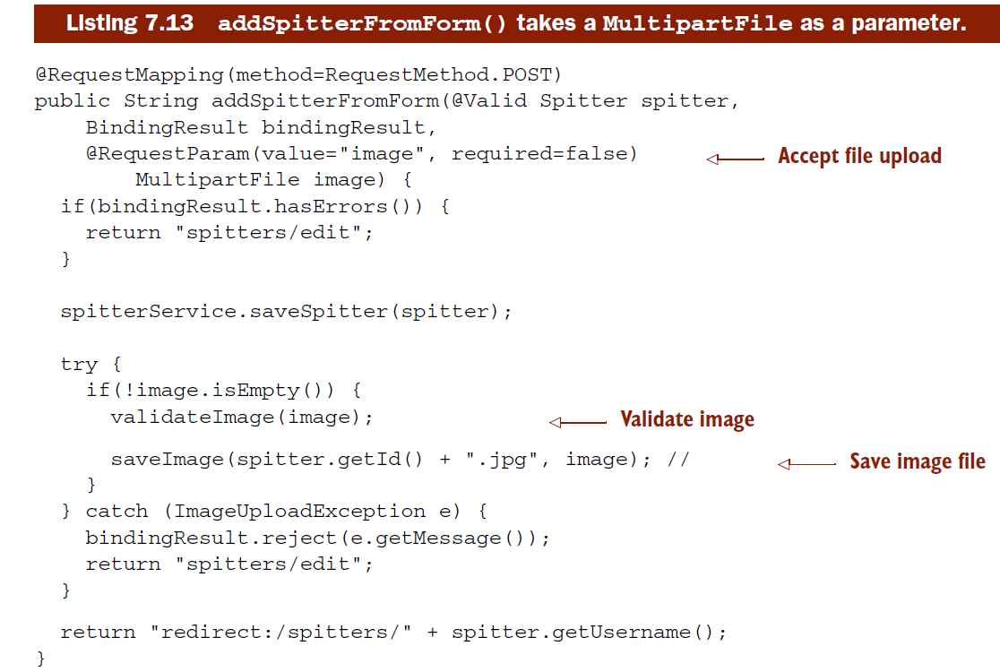 Listing 7.13 addSpitterFromForm() takes a MultipartFile as a parameter.
@RequestMapping(method=RequestMethod.POST)
public String addSpitterFromForm(@Valid Spitter spitter,
BindingResult bindingResult,
@RequestParam(value="image", required=false) Accept file upload
MultipartFile image) {
if(bindingResult.hasErrors()) {
return "spitters/edit";
}
spitterService.saveSpitter(spitter);
try {
if(!image.isEmpty()) {
validateImage(image); Validate image
saveImage(spitter.getId() + ".jpg", image); // Save image file
}
} catch (ImageUploadException e) {
bindingResult.reject(e.getMessage());
return "spitters/edit";
}
return "redirect:/spitters/" + spitter.getUsername();
}